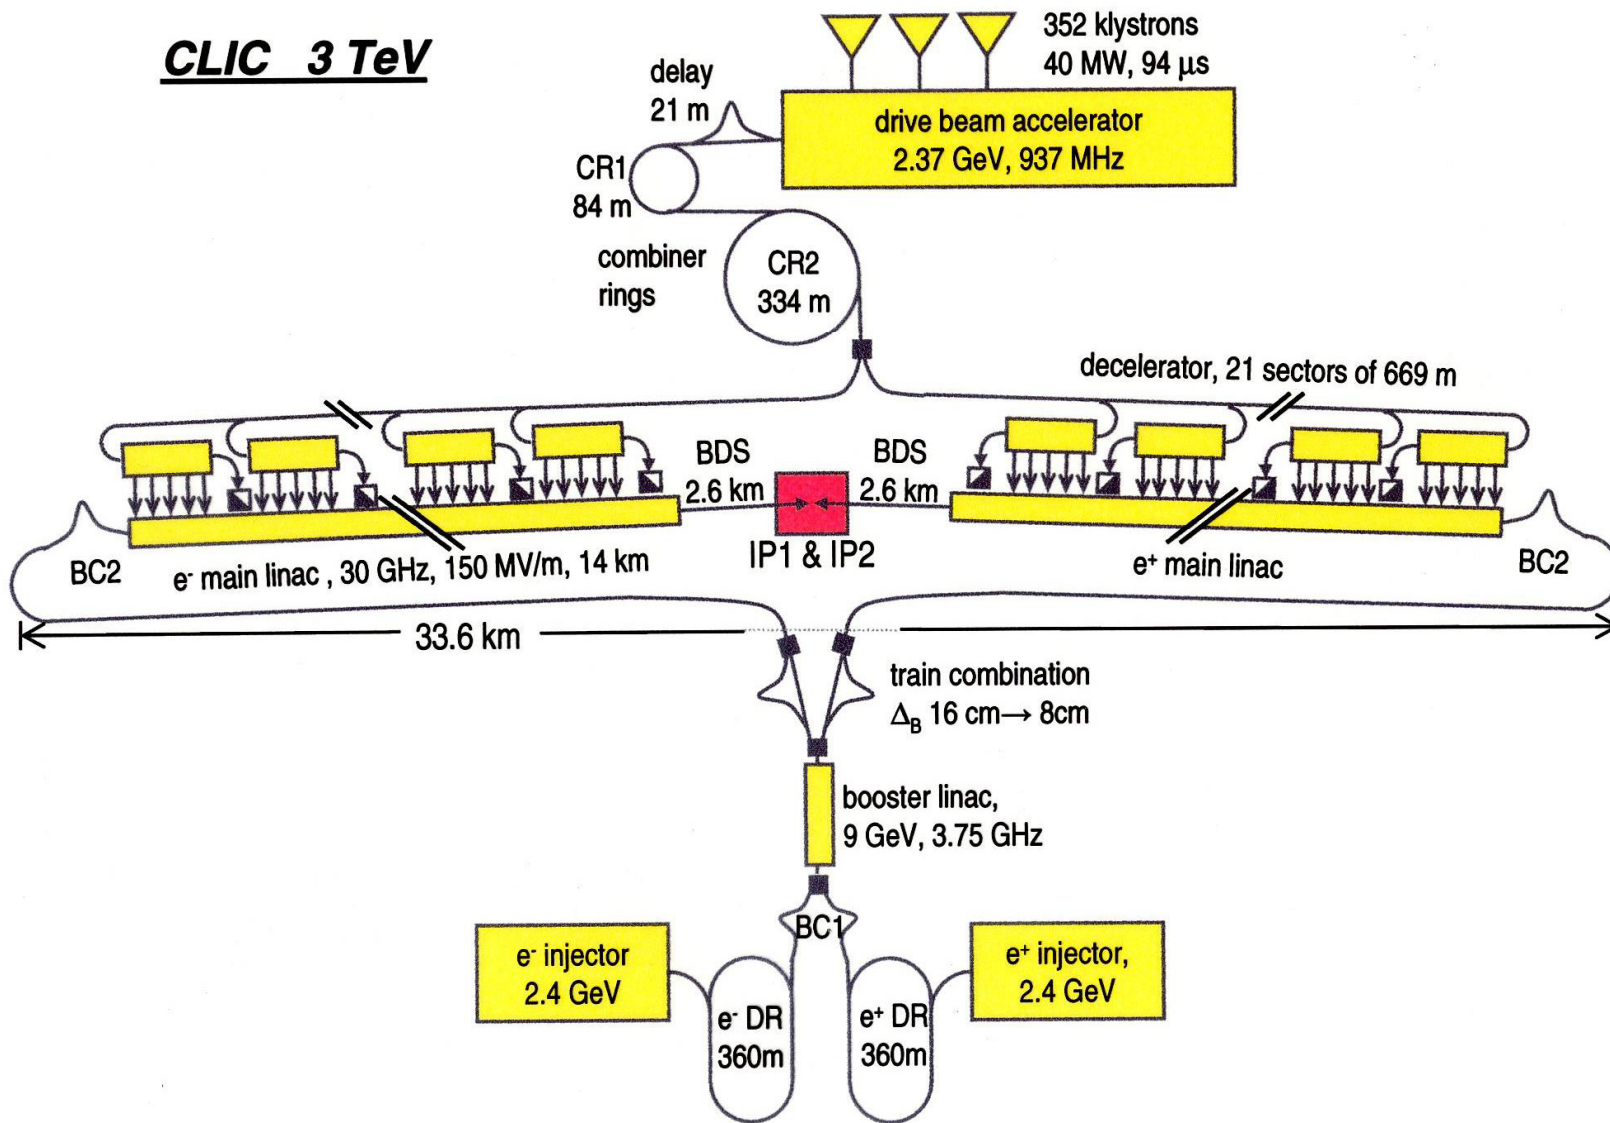 CLIC 3 TeV
352 klystrons
40 MW, 94 μs
delay
21 m
drive beam accelerator
2.37 GeV, 937 MHz
CR1
84 m
combiner
rings
CR2
334 m
decelerator, 21 sectors of 669 m
BDS
2.6 km
BDS
2.6 km
IP1 & IP2
BC2
e- main linac , 30 GHz, 150 MV/m, 14 km
e+ main linac
BC2
33.6 km
train combination
ΔB 16 cm→ 8cm
booster linac,
9 GeV, 3.75 GHz
BC1
e- injector
2.4 GeV
e+ injector,
2.4 GeV
e- DR
360m
e+ DR
360m